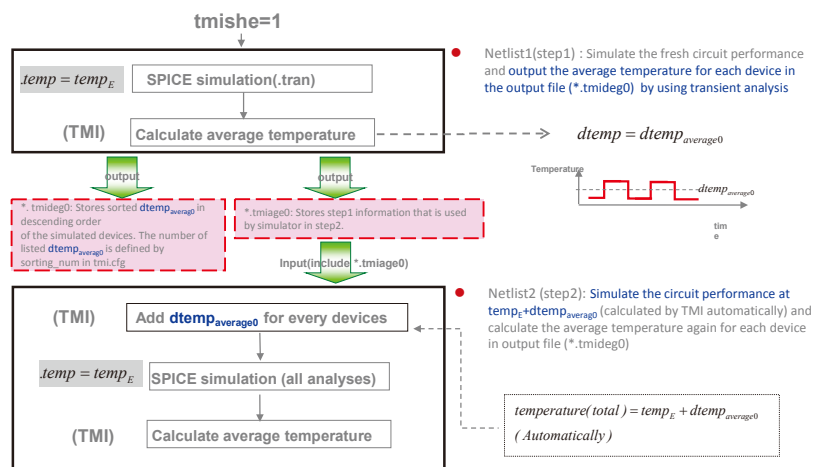 tmishe=1
.temp = temp_E
SPICE simulation(.tran)
(TMI)
Calculate average temperature
Netlist1(step1) : Simulate the fresh circuit performance
and output the average temperature for each device in
the output file (*.tmideg0) by using transient analysis
dtemp = dtemp_average0
Temperature
dtemp_average0
tim
e
output
output
*. tmideg0: Stores sorted dtemp_averag0 in
descending order
of the simulated devices. The number of
listed dtemp_averag0 is defined by
sorting_num in tmi.cfg
*.tmiage0: Stores step1 information that is used
by simulator in step2.
Input(include *.tmiage0)
(TMI)
Add dtemp_average0 for every devices
.temp = temp_E
SPICE simulation (all analyses)
(TMI)
Calculate average temperature
Netlist2 (step2): Simulate the circuit performance at
temp_E+dtemp_averag0 (calculated by TMI automatically) and
calculate the average temperature again for each device
in output file (*.tmideg0)
temperature( total ) = temp_E + dtemp_average0
( Automatically )